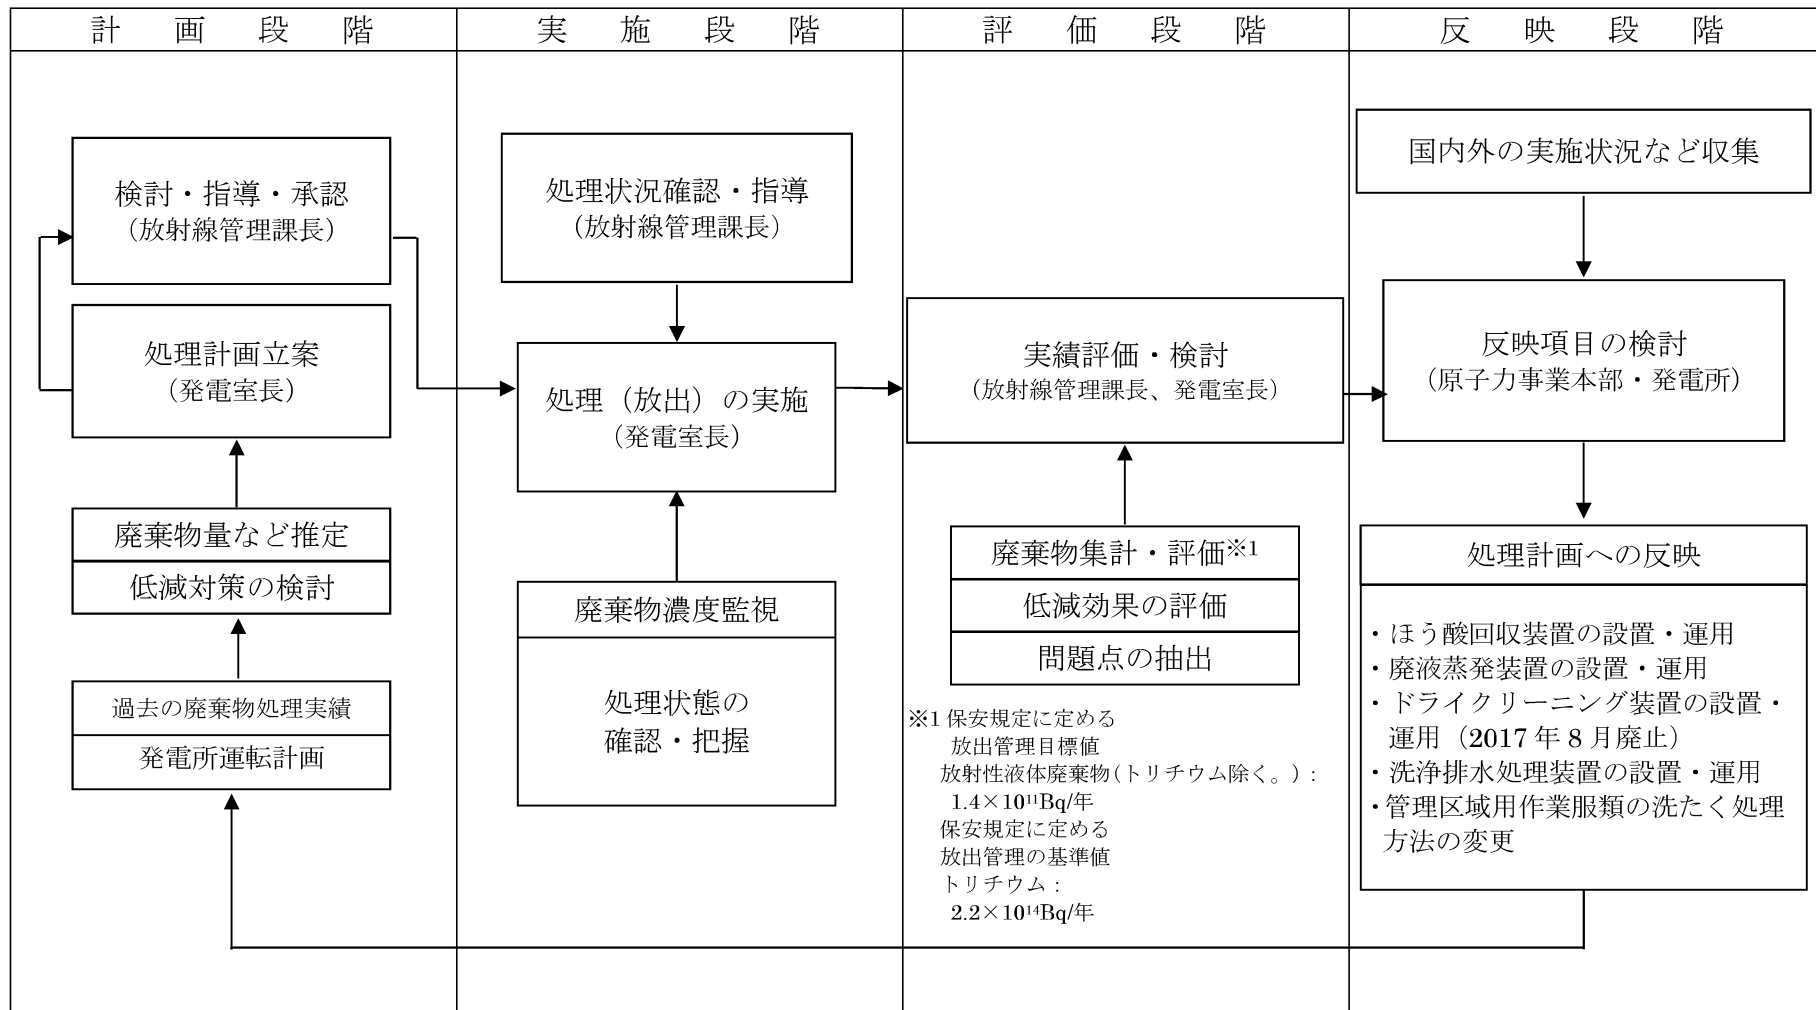 計画段階
実施段階
評価段階
反映段階
検討・指導・承認
（放射線管理課長）
処理計画立案
（発電室長）
廃棄物量など推定
低減対策の検討
過去の廃棄物処理実績
発電所運転計画
処理状況確認・指導
（放射線管理課長）
処理（放出）の実施
（発電室長）
廃棄物濃度監視
処理状態の
確認・把握
実績評価・検討
（放射線管理課長、発電室長）
廃棄物集計・評価※1
低減効果の評価
問題点の抽出
※1 保安規定に定める
放出管理目標値
放射性液体廃棄物(トリチウム除く。)：
1.4×10¹¹Bq/年
保安規定に定める
放出管理の基準値
トリチウム：
2.2×10¹⁴Bq/年
国内外の実施状況など収集
反映項目の検討
（原子力事業本部・発電所）
処理計画への反映
・ほう酸回収装置の設置・運用
・廃液蒸発装置の設置・運用
・ドライクリーニング装置の設置・
運用（2017年8月廃止）
・洗浄排水処理装置の設置・運用
・管理区域用作業服類の洗たく処理
方法の変更